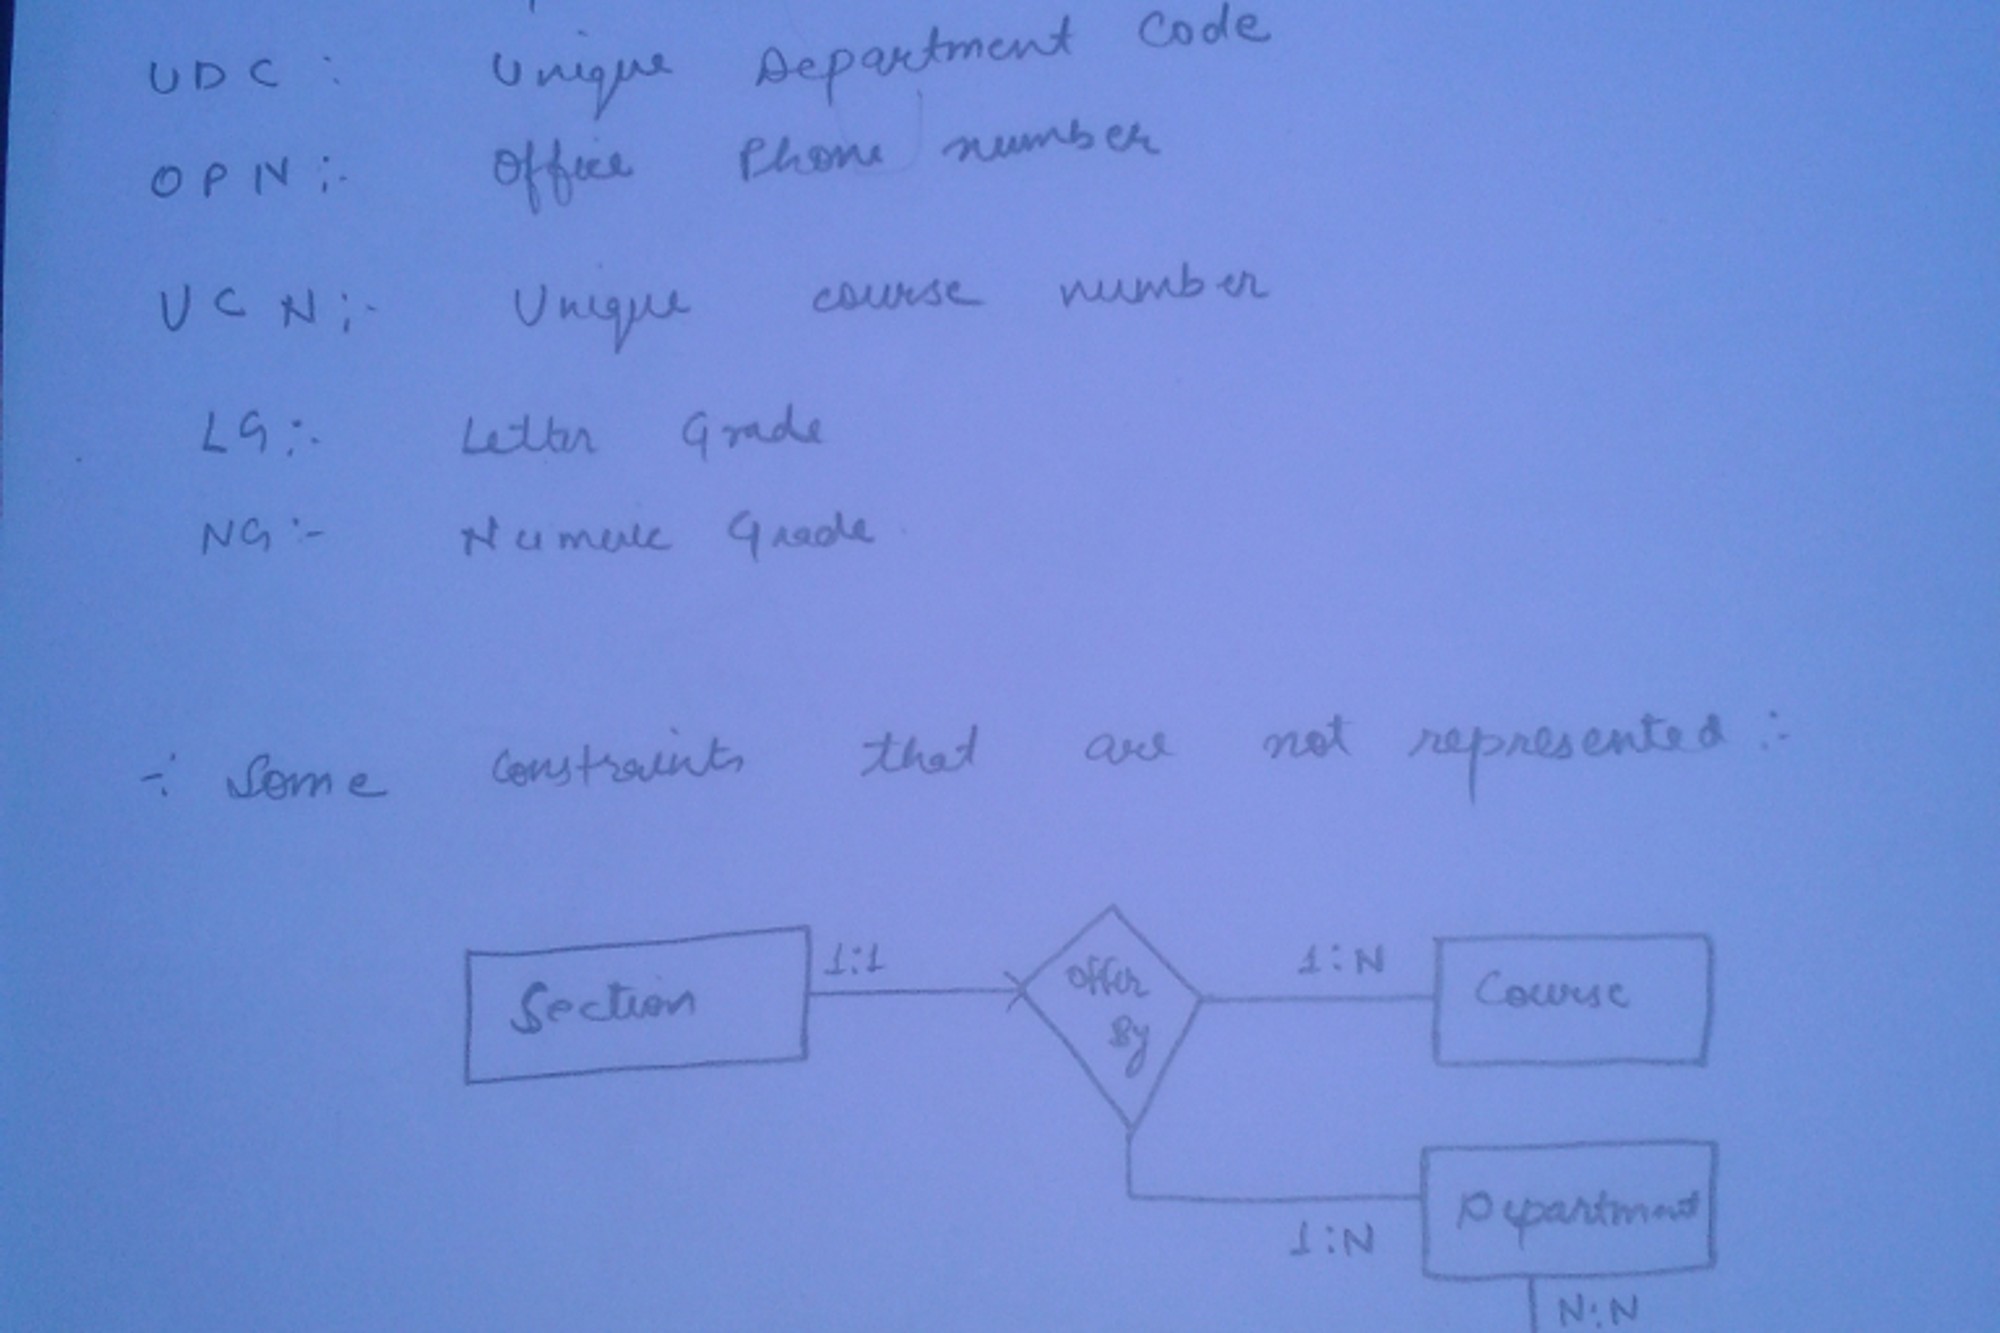 UDC : Unique Department Code
OPN :- Office Phone number
UCN :- Unique course number
LG :- Letter Grade
NG :- Numeric Grade
-: Some constraints that are not represented :-
Section 1:1 Offer By 1:N Course
1:N Department
N:N